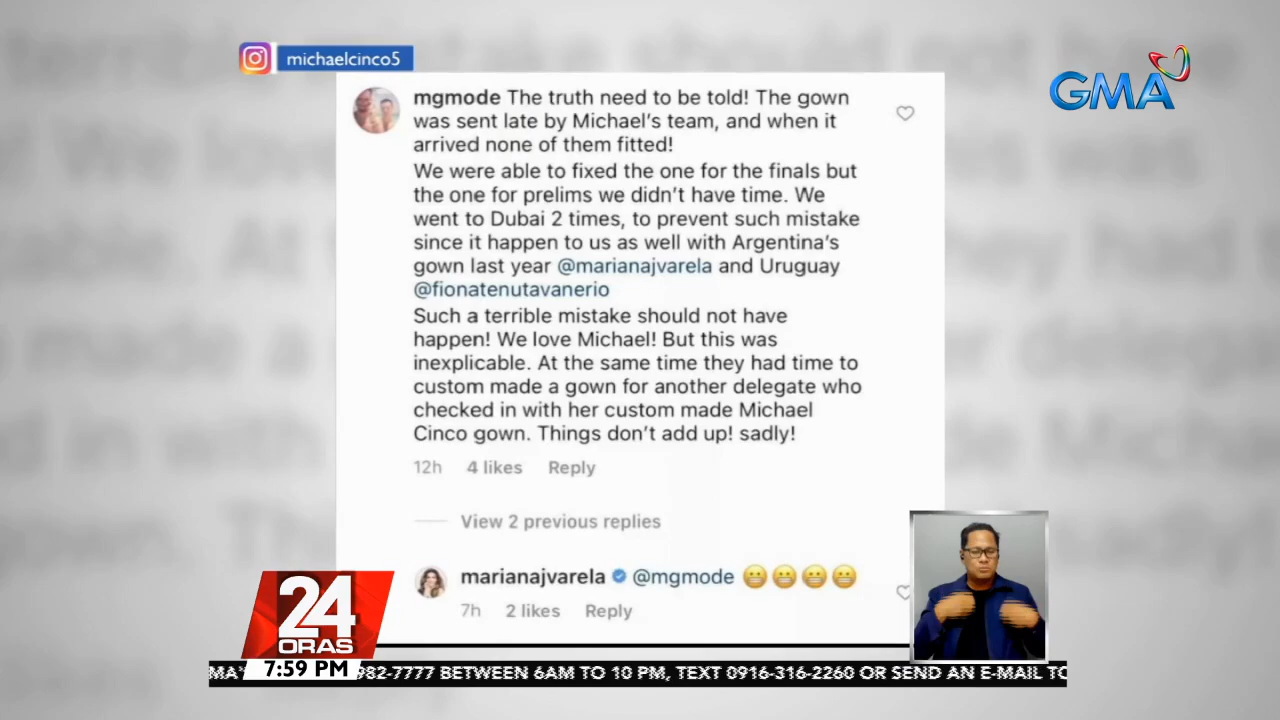 michaelcinco5
GMA
mgmode The truth need to be told! The gown
was sent late by Michael's team, and when it
arrived none of them fitted!
We were able to fixed the one for the finals but
the one for prelims we didn't have time. We
went to Dubai 2 times, to prevent such mistake
since it happen to us as well with Argentina's
gown last year @marianajvarela and Uruguay
@fionatenutavanerio
Such a terrible mistake should not have
happen! We love Michael! But this was
inexplicable. At the same time they had time to
custom made a gown for another delegate who
checked in with her custom made Michael
Cinco gown. Things don't add up! sadly!
12h 4 likes Reply
View 2 previous replies
marianajvarela @mgmode 😬😬😬😬
7h 2 likes Reply
24
ORAS
7:59 PM
982-7777 BETWEEN 6AM TO 10 PM, TEXT 0916-316-2260 OR SEND AN E-MAIL TO